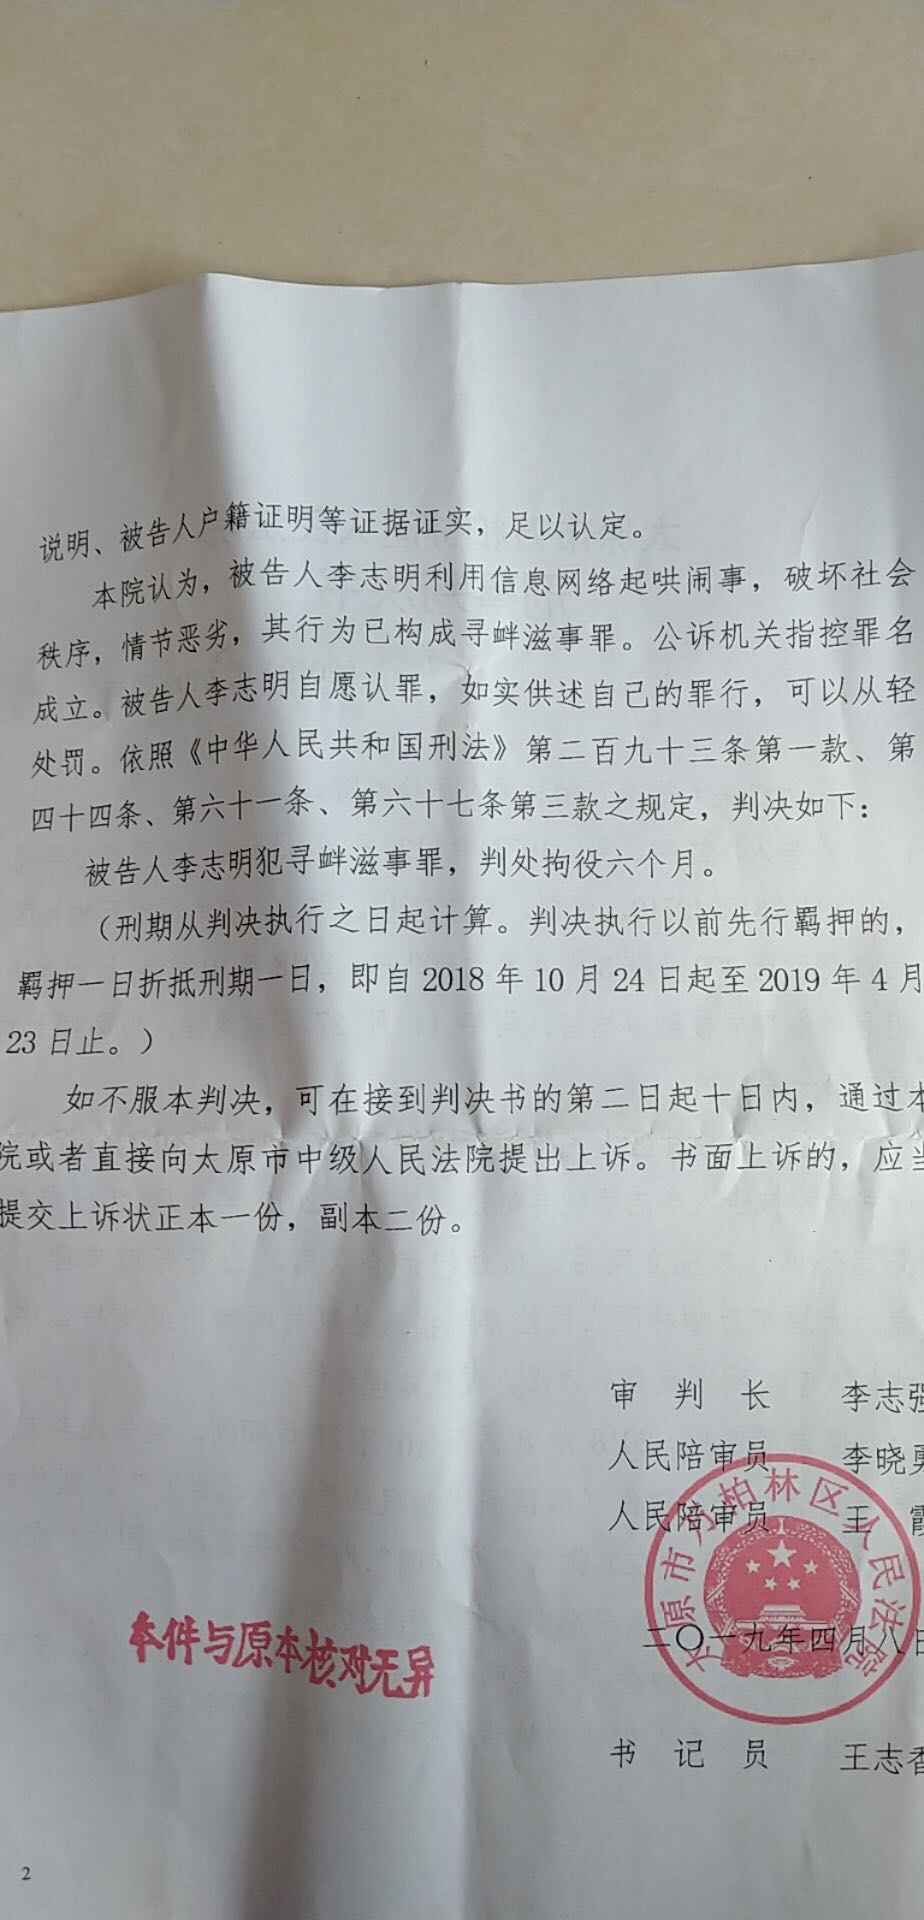 说明、被告人户籍证明等证据证实，足以认定。
本院认为，被告人李志明利用信息网络起哄闹事，破坏社会
秩序，情节恶劣，其行为已构成寻衅滋事罪。公诉机关指控罪名
成立。被告人李志明自愿认罪，如实供述自己的罪行，可以从轻
处罚。依照《中华人民共和国刑法》第二百九十三条第一款、第
四十四条、第六十一条、第六十七条第三款之规定，判决如下：
被告人李志明犯寻衅滋事罪，判处拘役六个月。
（刑期从判决执行之日起计算。判决执行以前先行羁押的，
羁押一日折抵刑期一日，即自2018年10月24日起至2019年4月
23日止。）
如不服本判决，可在接到判决书的第二日起十日内，通过本
院或者直接向太原市中级人民法院提出上诉。书面上诉的，应当
提交上诉状正本一份，副本二份。
审 判 长 李志强
人民陪审员 李晓勇
人民陪审员 王 霞
太原市万柏林区人民法院
二〇一九年四月八日
本件与原本核对无异
书 记 员 王志香
2